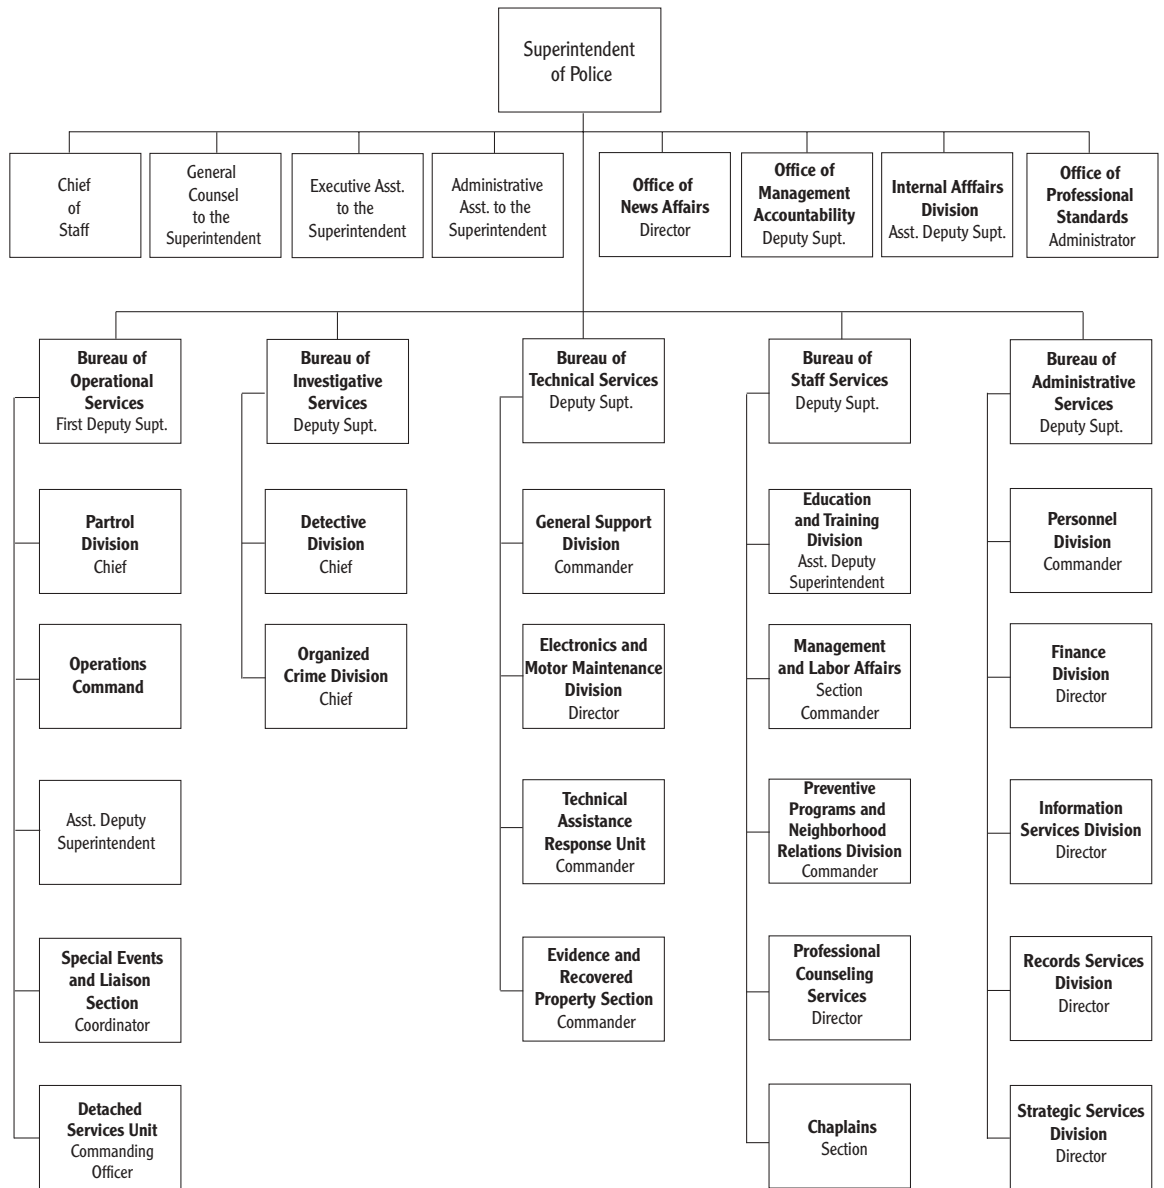 Superintendent
of Police
Chief
of
Staff
General
Counsel
to the
Superintendent
Executive Asst.
to the
Superintendent
Administrative
Asst. to the
Superintendent
Office of
News Affairs
Director
Office of
Management
Accountability
Deputy Supt.
Internal Afffairs
Division
Asst. Deputy Supt.
Office of
Professional
Standards
Administrator
Bureau of
Operational
Services
First Deputy Supt.
Bureau of
Investigative
Services
Deputy Supt.
Bureau of
Technical Services
Deputy Supt.
Bureau of
Staff Services
Deputy Supt.
Bureau of
Administrative
Services
Deputy Supt.
Partrol
Division
Chief
Detective
Division
Chief
General Support
Division
Commander
Education
and Training
Division
Asst. Deputy
Superintendent
Personnel
Division
Commander
Operations
Command
Organized
Crime Division
Chief
Electronics and
Motor Maintenance
Division
Director
Management
and Labor Affairs
Section
Commander
Finance
Division
Director
Asst. Deputy
Superintendent
Technical
Assistance
Response Unit
Commander
Preventive
Programs and
Neighborhood
Relations Division
Commander
Information
Services Division
Director
Special Events
and Liaison
Section
Coordinator
Evidence and
Recovered
Property Section
Commander
Professional
Counseling
Services
Director
Records Services
Division
Director
Detached
Services Unit
Commanding
Officer
Chaplains
Section
Strategic Services
Division
Director